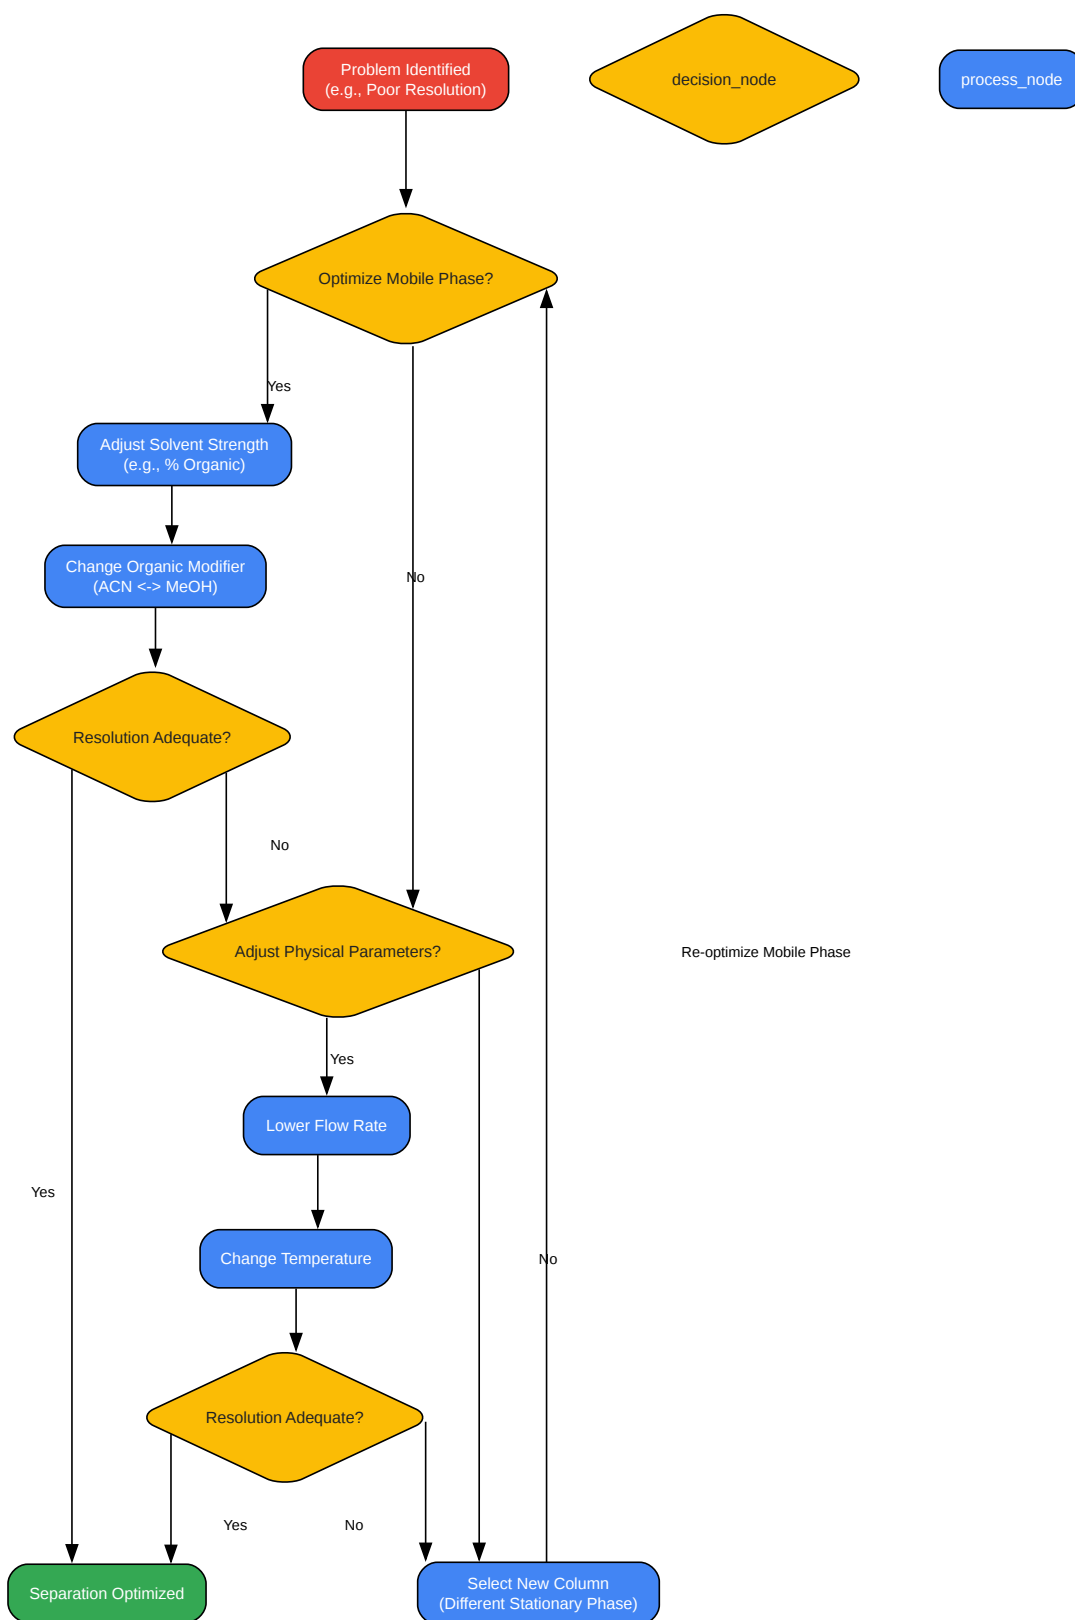 Problem Identified
(e.g., Poor Resolution)
decision_node
process_node
Optimize Mobile Phase?
Yes
Adjust Solvent Strength
(e.g., % Organic)
Change Organic Modifier
(ACN <-> MeOH)
No
Resolution Adequate?
No
Adjust Physical Parameters?
Re-optimize Mobile Phase
Yes
Lower Flow Rate
Yes
Change Temperature
No
Resolution Adequate?
Yes
No
Separation Optimized
Select New Column
(Different Stationary Phase)